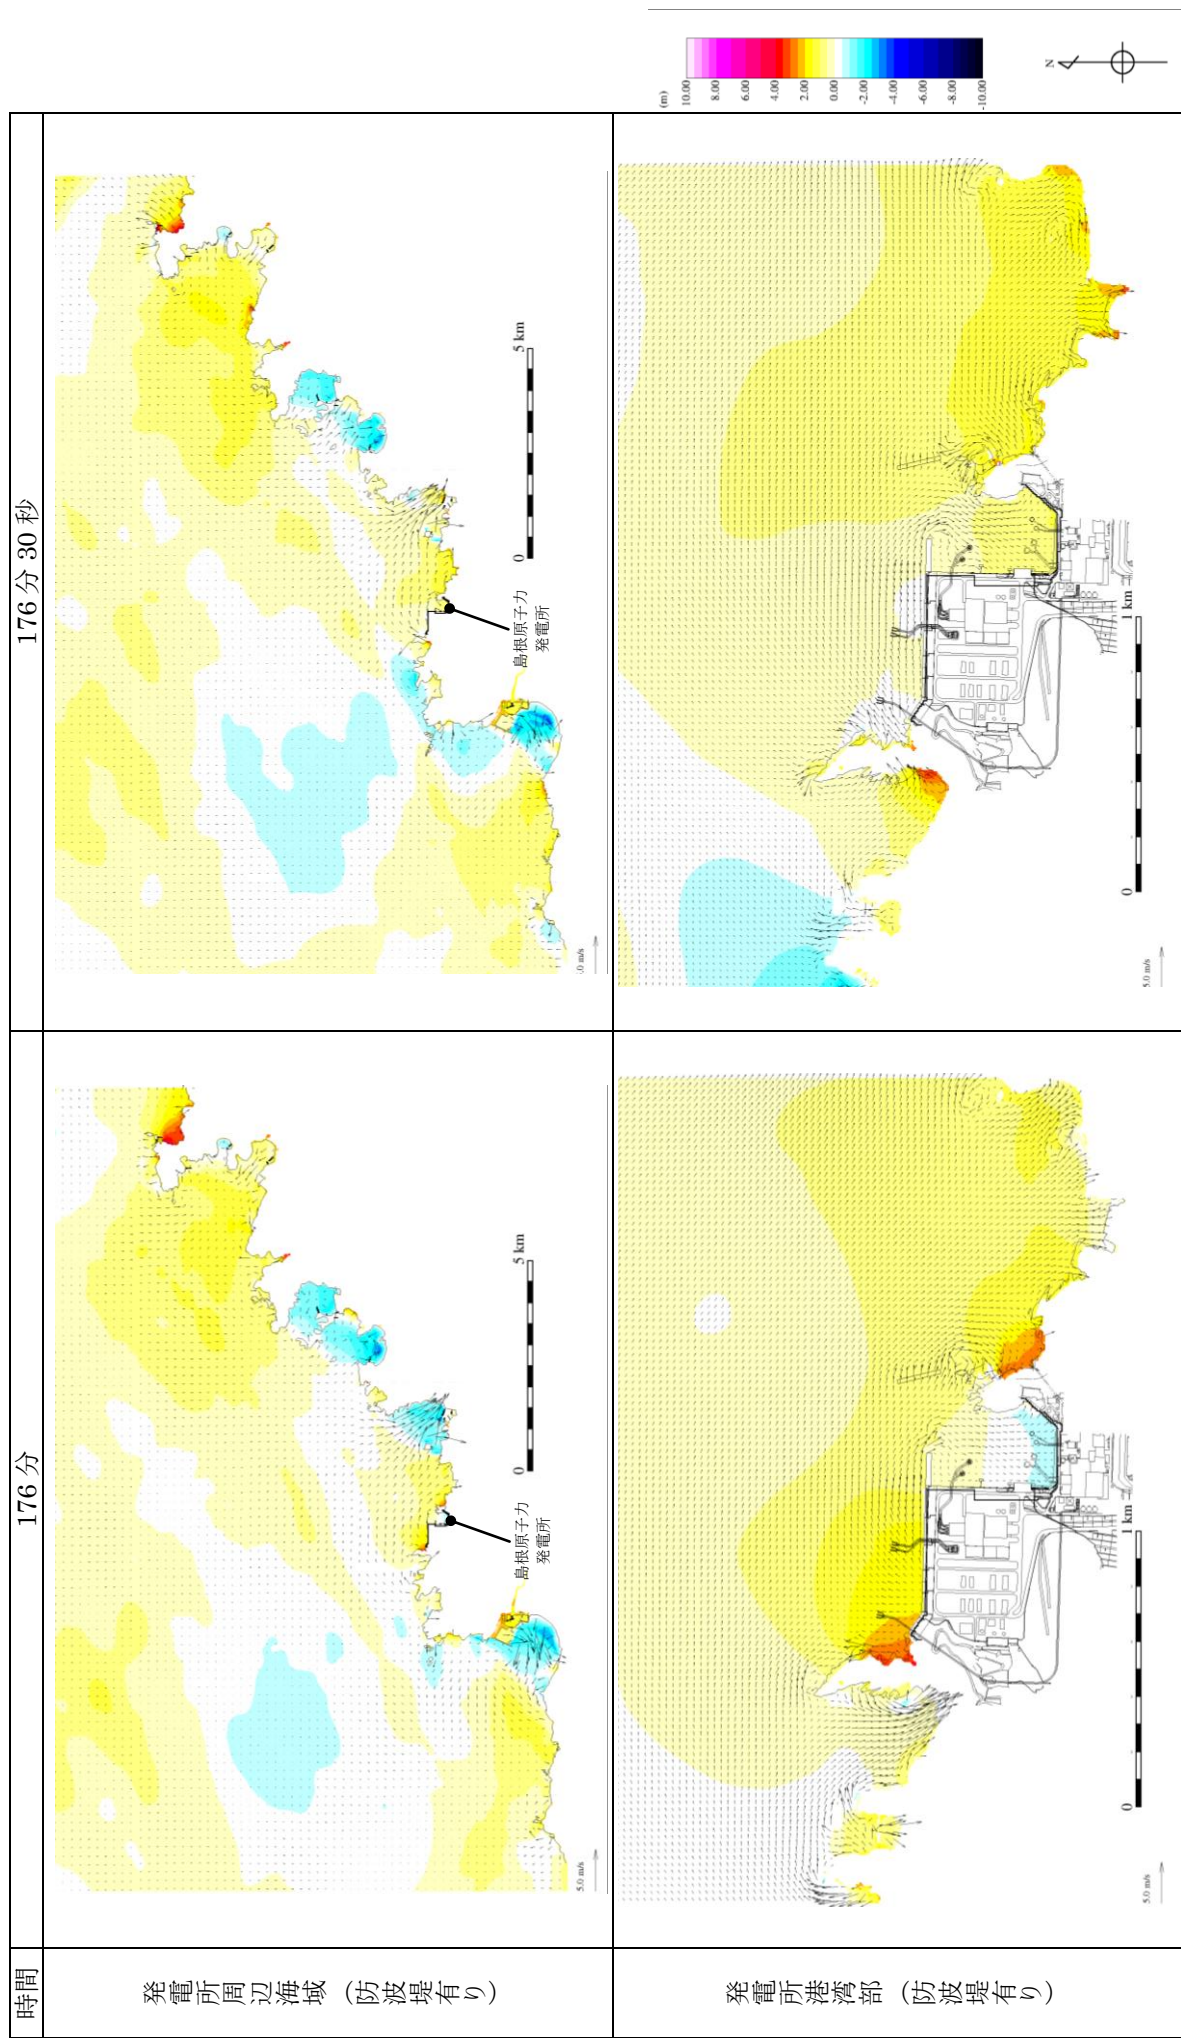 時間
176分
176分30秒
発電所周辺海域（防波堤有り）
島根原子力
発電所
0
5 km
5.0 m/s
島根原子力
発電所
0
5 km
.0 m/s
発電所港湾部（防波堤有り）
0
1 km
5.0 m/s
0
1 km
5.0 m/s
(m)
10.00
8.00
6.00
4.00
2.00
0.00
-2.00
-4.00
-6.00
-8.00
-10.00
N